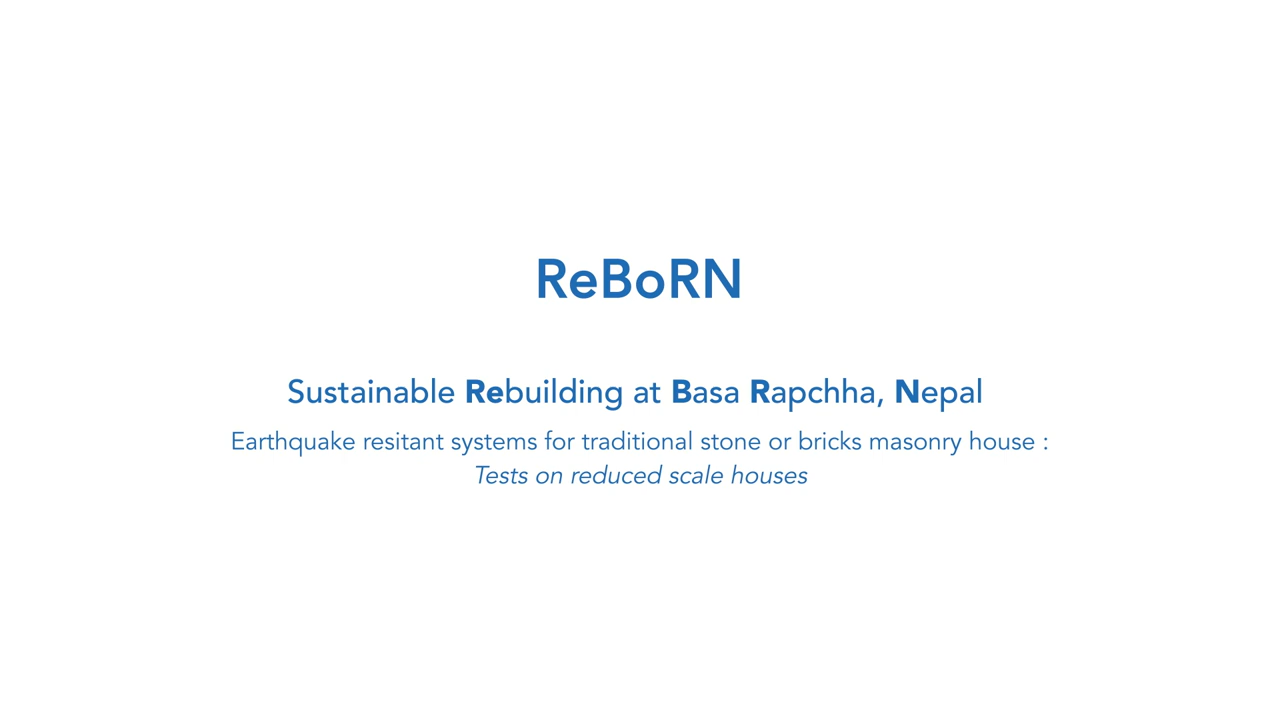 ReBoRN
Sustainable Rebuilding at Basa Rapchha, Nepal
Earthquake resitant systems for traditional stone or bricks masonry house :
Tests on reduced scale houses